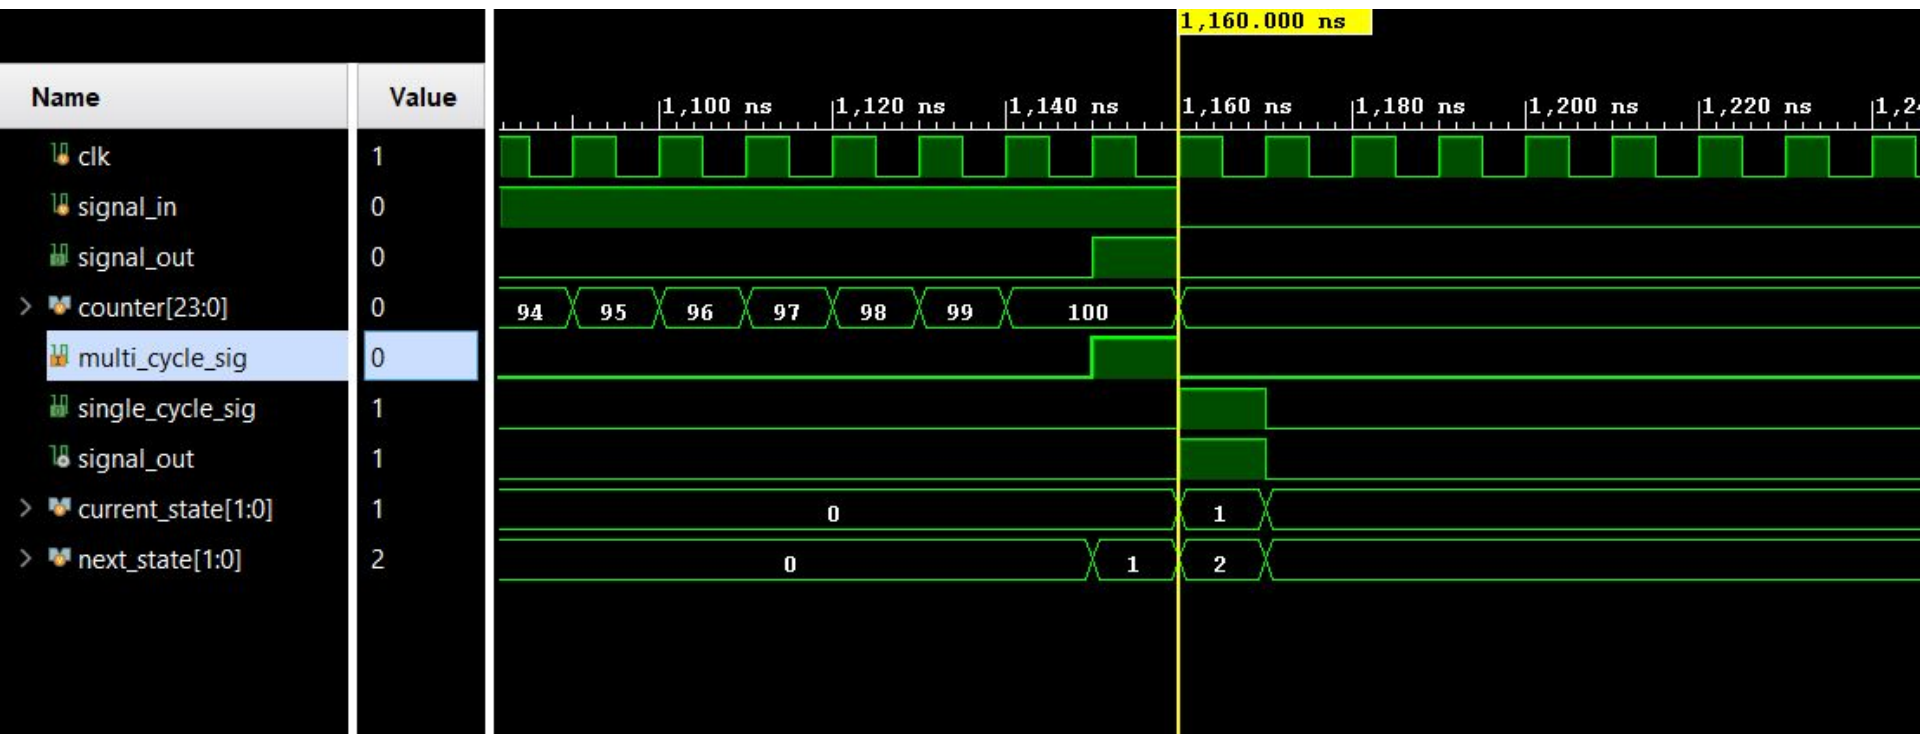 1,160.000 ns
Name Value
1,100 ns 1,120 ns 1,140 ns 1,160 ns 1,180 ns 1,200 ns 1,220 ns 1,24
clk 1
signal_in 0
signal_out 0
counter[23:0] 0 94 95 96 97 98 99 100
multi_cycle_sig 0
single_cycle_sig 1
signal_out 1
current_state[1:0] 1 0 1
next_state[1:0] 2 0 1 2